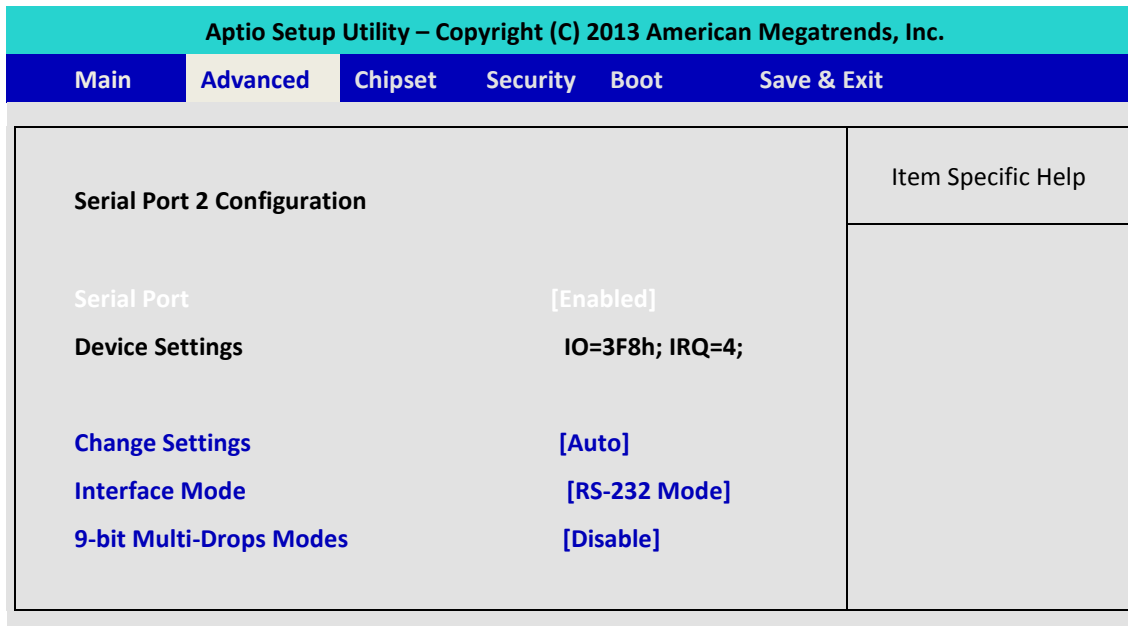 Aptio Setup Utility – Copyright (C) 2013 American Megatrends, Inc.
Main Advanced Chipset Security Boot Save & Exit
Item Specific Help
Serial Port 2 Configuration
Serial Port [Enabled]
Device Settings IO=3F8h; IRQ=4;
Change Settings [Auto]
Interface Mode [RS-232 Mode]
9-bit Multi-Drops Modes [Disable]